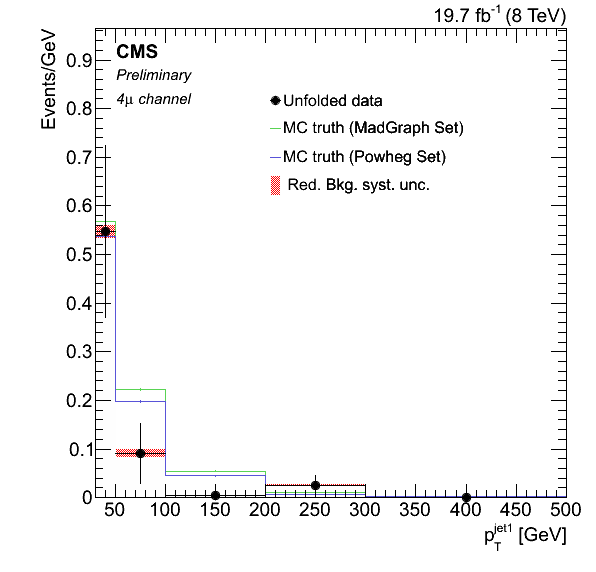 19.7 fb⁻¹ (8 TeV)
Events/GeV
CMS
Preliminary
4μ channel
Unfolded data
MC truth (MadGraph Set)
MC truth (Powheg Set)
Red. Bkg. syst. unc.
0.9
0.8
0.7
0.6
0.5
0.4
0.3
0.2
0.1
0
50 100 150 200 250 300 350 400 450 500
p_T^jet1 [GeV]